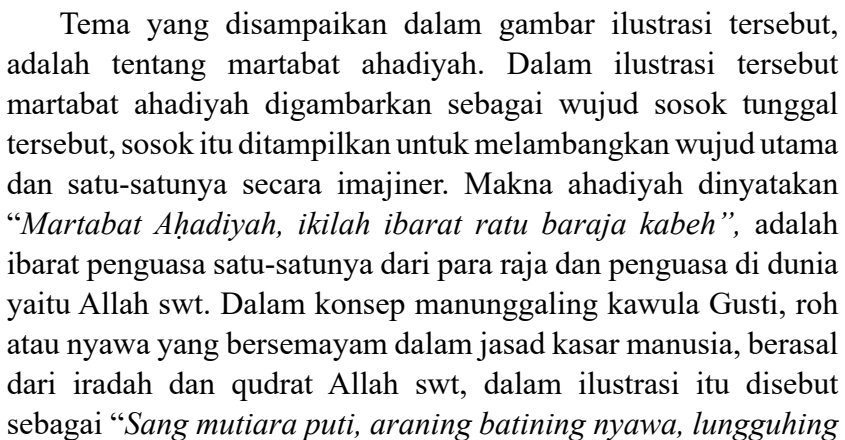 Tema yang disampaikan dalam gambar ilustrasi tersebut,
adalah tentang martabat ahadiyah. Dalam ilustrasi tersebut
martabat ahadiyah digambarkan sebagai wujud sosok tunggal
tersebut, sosok itu ditampilkan untuk melambangkan wujud utama
dan satu-satunya secara imajiner. Makna ahadiyah dinyatakan
“Martabat Aḥadiyah, ikilah ibarat ratu baraja kabeh”, adalah
ibarat penguasa satu-satunya dari para raja dan penguasa di dunia
yaitu Allah swt. Dalam konsep manunggaling kawula Gusti, roh
atau nyawa yang bersemayam dalam jasad kasar manusia, berasal
dari iradah dan qudrat Allah swt, dalam ilustrasi itu disebut
sebagai “Sang mutiara puti, araning batining nyawa, lungguhing